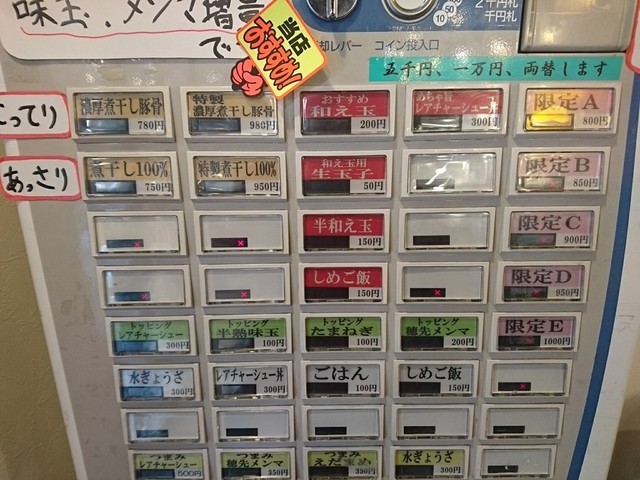 味玉、メンマ増量
で
当店
おすすめ!
却レバー コイン投入口
50
10
2千円札
千円札
五千円、一万円、両替します
こってり
濃厚煮干し豚骨
780円
特製
濃厚煮干し豚骨
980円
おすすめ
和え玉
200円
めちゃ旨
レアチャーシュー丼
300円
限定A
800円
あっさり
煮干し100%
750円
特製煮干し100%
950円
和え玉用
生玉子
50円
限定B
850円
半和え玉
150円
限定C
900円
しめご飯
150円
限定D
950円
トッピング
レアチャーシュー
300円
トッピング
半熟味玉
100円
トッピング
たまねぎ
100円
トッピング
穂先メンマ
200円
限定E
1000円
水ぎょうざ
300円
レアチャーシュー丼
300円
ごはん
100円
しめご飯
150円
つまみ
レアチャーシュー
500円
つまみ
穂先メンマ
350円
つまみ
えだまめ
350円
水ぎょうざ
300円